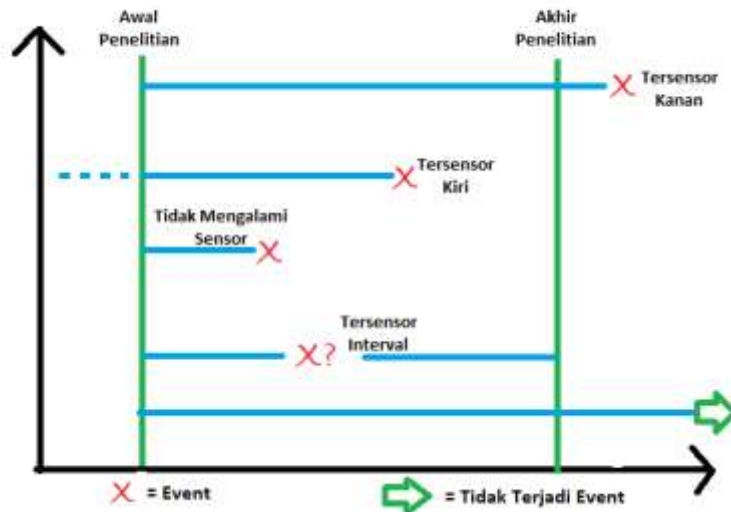 Awal
Penelitian
Akhir
Penelitian
Tersensor
Kanan
Tersensor
Kiri
Tidak Mengalami
Sensor
Tersensor
Interval
?
= Event
= Tidak Terjadi Event